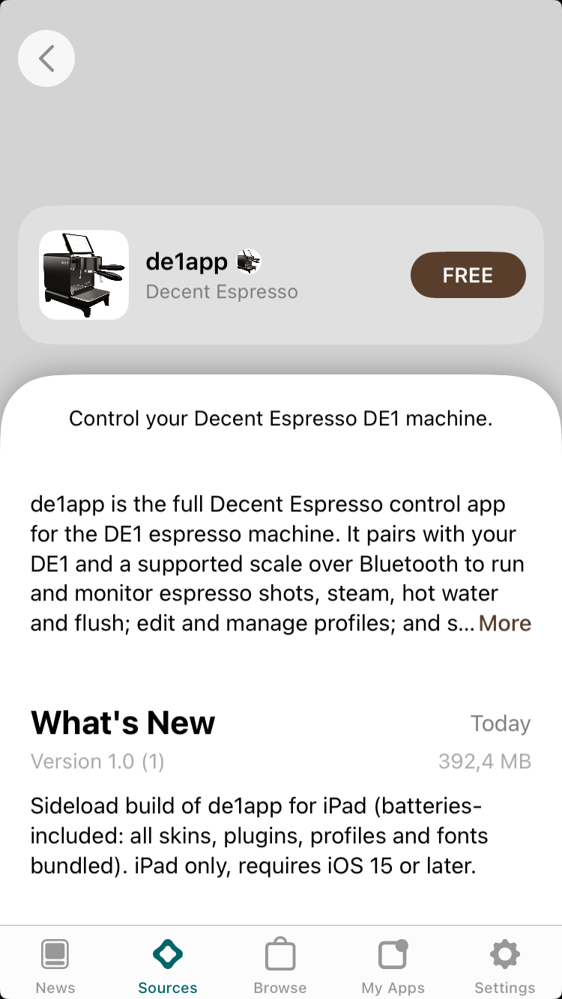 de1app
Decent Espresso
FREE
Control your Decent Espresso DE1 machine.
de1app is the full Decent Espresso control app
for the DE1 espresso machine. It pairs with your
DE1 and a supported scale over Bluetooth to run
and monitor espresso shots, steam, hot water
and flush; edit and manage profiles; and s... More
What's New
Today
Version 1.0 (1)
392,4 MB
Sideload build of de1app for iPad (batteries-
included: all skins, plugins, profiles and fonts
bundled). iPad only, requires iOS 15 or later.
News
Sources
Browse
My Apps
Settings